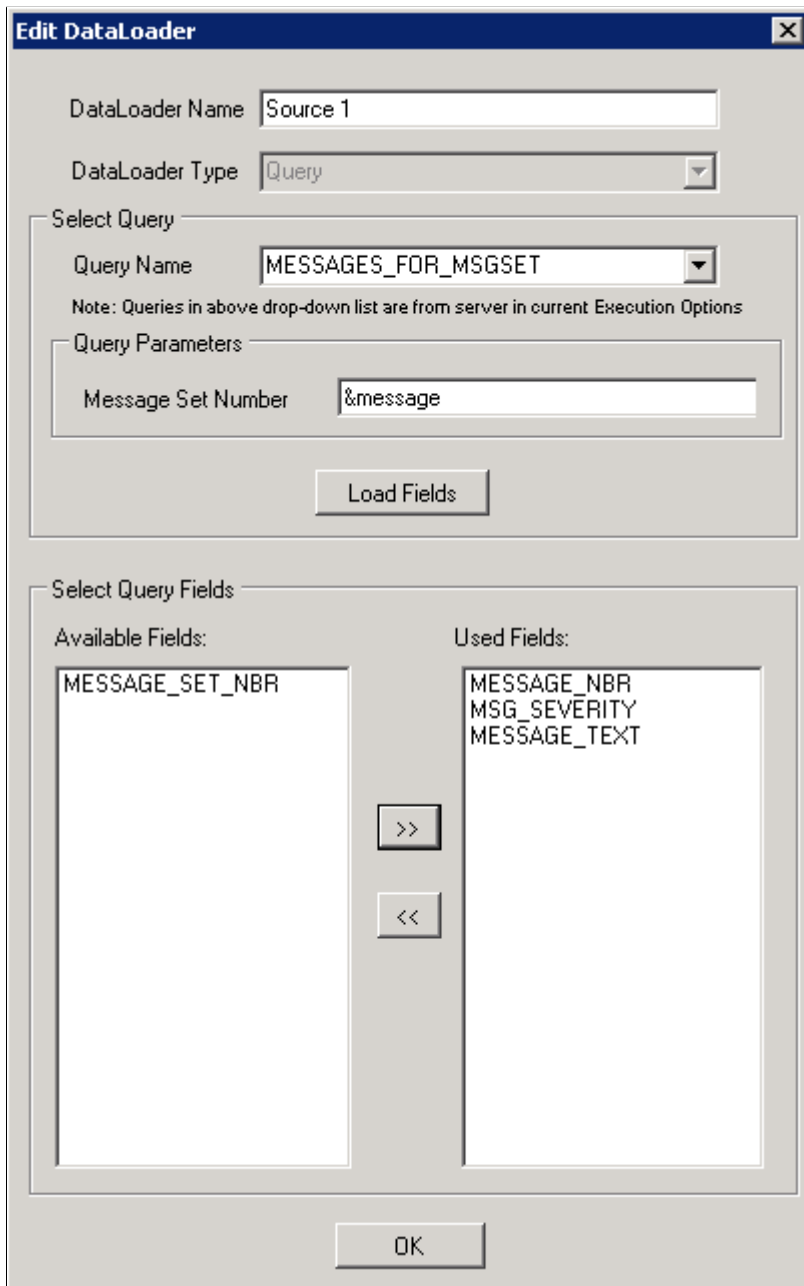 Edit DataLoader
DataLoader Name Source 1
DataLoader Type Query
Select Query
Query Name MESSAGES_FOR_MSGSET
Note: Queries in above drop-down list are from server in current Execution Options
Query Parameters
Message Set Number &message
Load Fields
Select Query Fields
Available Fields:
MESSAGE_SET_NBR
Used Fields:
MESSAGE_NBR
MSG_SEVERITY
MESSAGE_TEXT
>>
<<
OK